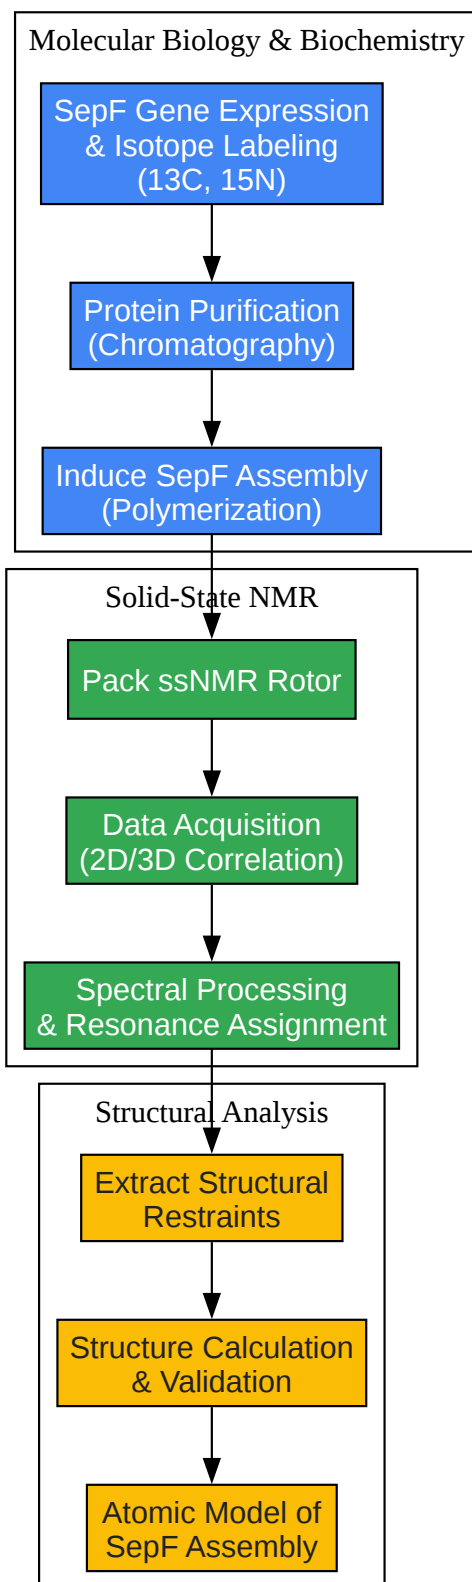 Molecular Biology & Biochemistry
SepF Gene Expression
& Isotope Labeling
(13C, 15N)
Protein Purification
(Chromatography)
Induce SepF Assembly
(Polymerization)
Solid-State NMR
Pack ssNMR Rotor
Data Acquisition
(2D/3D Correlation)
Spectral Processing
& Resonance Assignment
Structural Analysis
Extract Structural
Restraints
Structure Calculation
& Validation
Atomic Model of
SepF Assembly